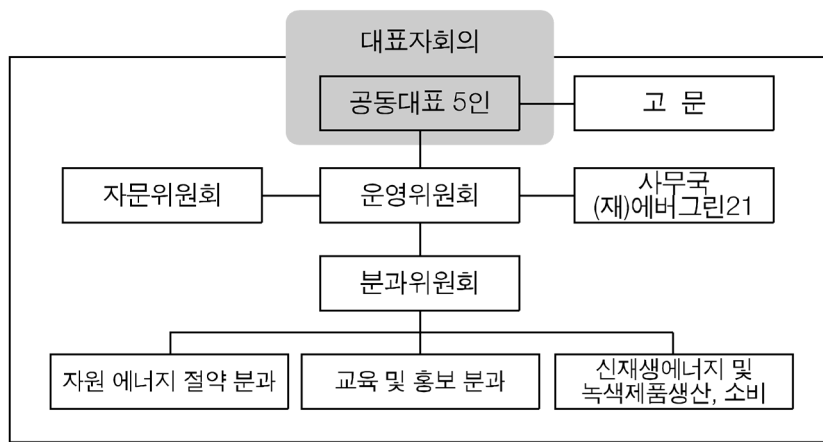 대표자회의
공동대표 5인
고 문
자문위원회
운영위원회
사무국
(재)에버그린21
분과위원회
자원 에너지 절약 분과
교육 및 홍보 분과
신재생에너지 및
녹색제품생산, 소비